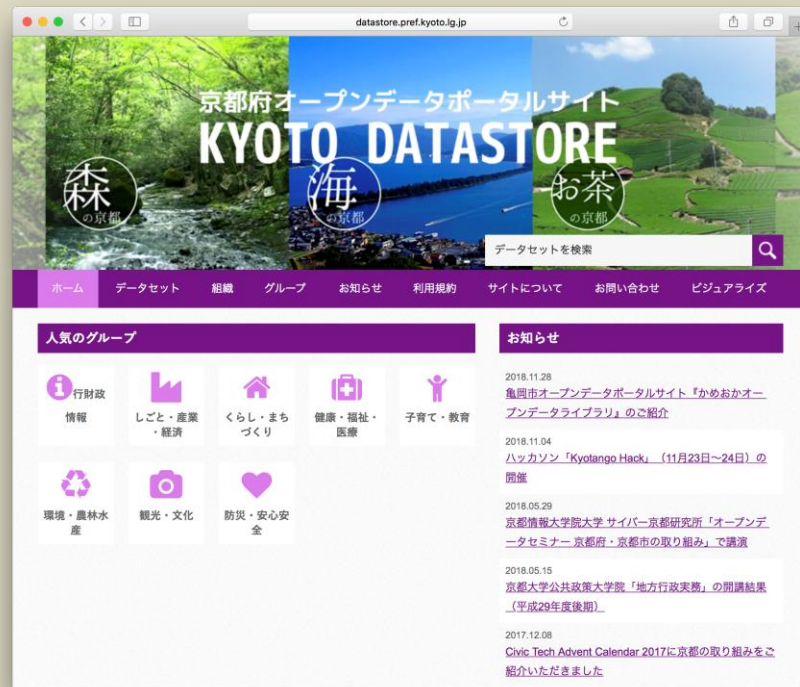 datastore.pref.kyoto.lg.jp
京都府オープンデータポータルサイト
KYOTO DATASTORE
森
の京都
海
の京都
お茶
の京都
データセットを検索
ホーム データセット 組織 グループ お知らせ 利用規約 サイトについて お問い合わせ ビジュアライズ
人気のグループ
行財政
情報
しごと・産業
・経済
くらし・まち
づくり
健康・福祉・
医療
子育て・教育
環境・農林水
産
観光・文化
防災・安心安
全
お知らせ
2018.11.28
亀岡市オープンデータポータルサイト『かめおかオー
プンデータライブラリ』のご紹介
2018.11.04
ハッカソン「Kyotango Hack」（11月23日〜24日）の
開催
2018.05.29
京都情報大学院大学 サイバー京都研究所「オープンデ
ータセミナー 京都府・京都市の取り組み」で講演
2018.05.15
京都大学公共政策大学院「地方行政実務」の開講結果
（平成29年度後期）
2017.12.08
Civic Tech Advent Calendar 2017に京都の取り組みをご
紹介いただきました